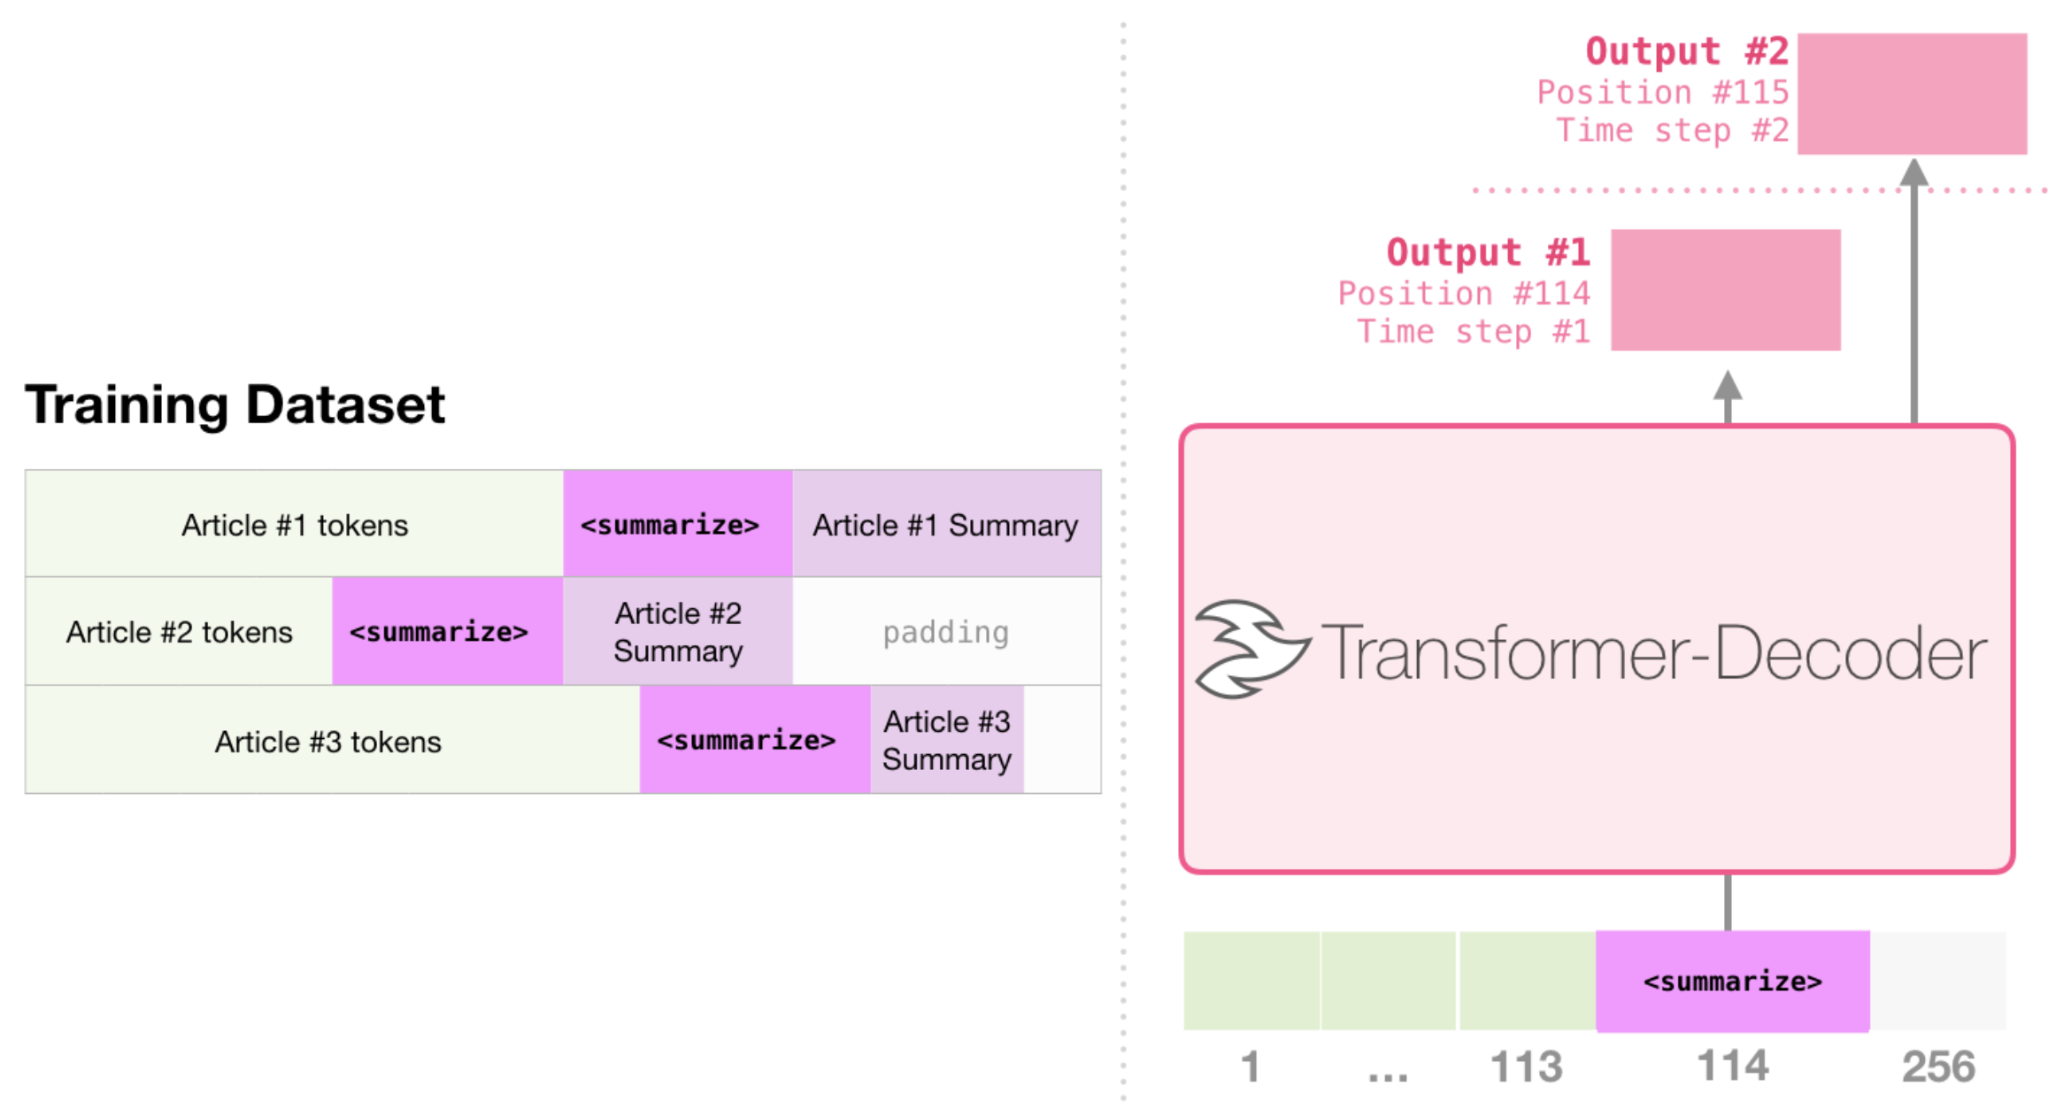 Training Dataset
Article #1 tokens
<summarize>
Article #1 Summary
Article #2 tokens
<summarize>
Article #2
Summary
padding
Article #3 tokens
<summarize>
Article #3
Summary
Output #2
Position #115
Time step #2
Output #1
Position #114
Time step #1
Transformer-Decoder
<summarize>
1
...
113
114
256